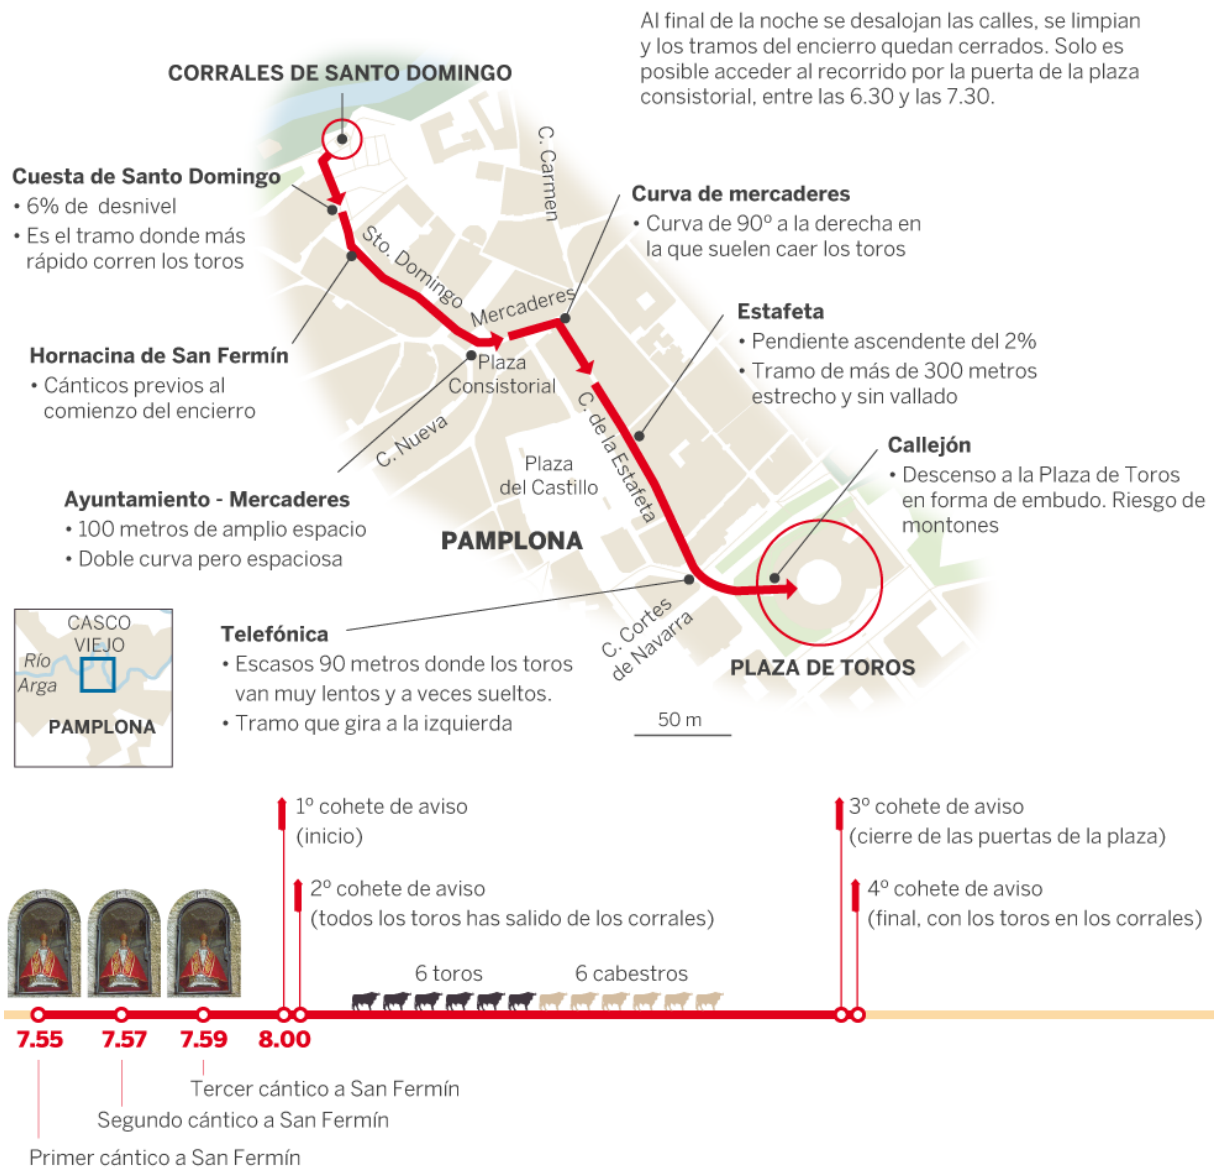 Al final de la noche se desalojan las calles, se limpian
y los tramos del encierro quedan cerrados. Solo es
posible acceder al recorrido por la puerta de la plaza
consistorial, entre las 6.30 y las 7.30.
CORRALES DE SANTO DOMINGO
Cuesta de Santo Domingo
• 6% de desnivel
• Es el tramo donde más
rápido corren los toros
C. Carmen
Curva de mercaderes
• Curva de 90º a la derecha en
la que suelen caer los toros
Sto. Domingo
Mercaderes
Estafeta
• Pendiente ascendente del 2%
• Tramo de más de 300 metros
estrecho y sin vallado
Hornacina de San Fermín
• Cánticos previos al
comienzo del encierro
Plaza
Consistorial
C. Nueva
C. de la Estafeta
Plaza
del Castillo
Callejón
• Descenso a la Plaza de Toros
en forma de embudo. Riesgo de
montones
Ayuntamiento - Mercaderes
• 100 metros de amplio espacio
• Doble curva pero espaciosa
PAMPLONA
CASCO
VIEJO
Río
Arga
PAMPLONA
Telefónica
• Escasos 90 metros donde los toros
van muy lentos y a veces sueltos.
• Tramo que gira a la izquierda
C. Cortes
de Navarra
PLAZA DE TOROS
50 m
1º cohete de aviso
(inicio)
2º cohete de aviso
(todos los toros has salido de los corrales)
3º cohete de aviso
(cierre de las puertas de la plaza)
4º cohete de aviso
(final, con los toros en los corrales)
6 toros
6 cabestros
7.55
7.57
7.59
8.00
Tercer cántico a San Fermín
Segundo cántico a San Fermín
Primer cántico a San Fermín